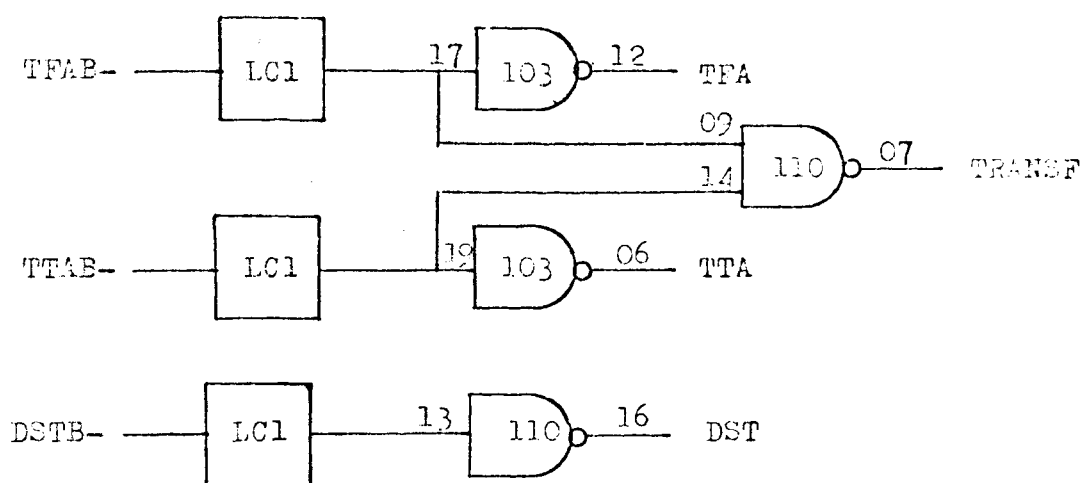 TFAB- LC1 17 103 12 TFA
09
14 110 07 TRANSF
TTAB- LC1 19 103 06 TTA
DSTB- LC1 13 110 16 DST